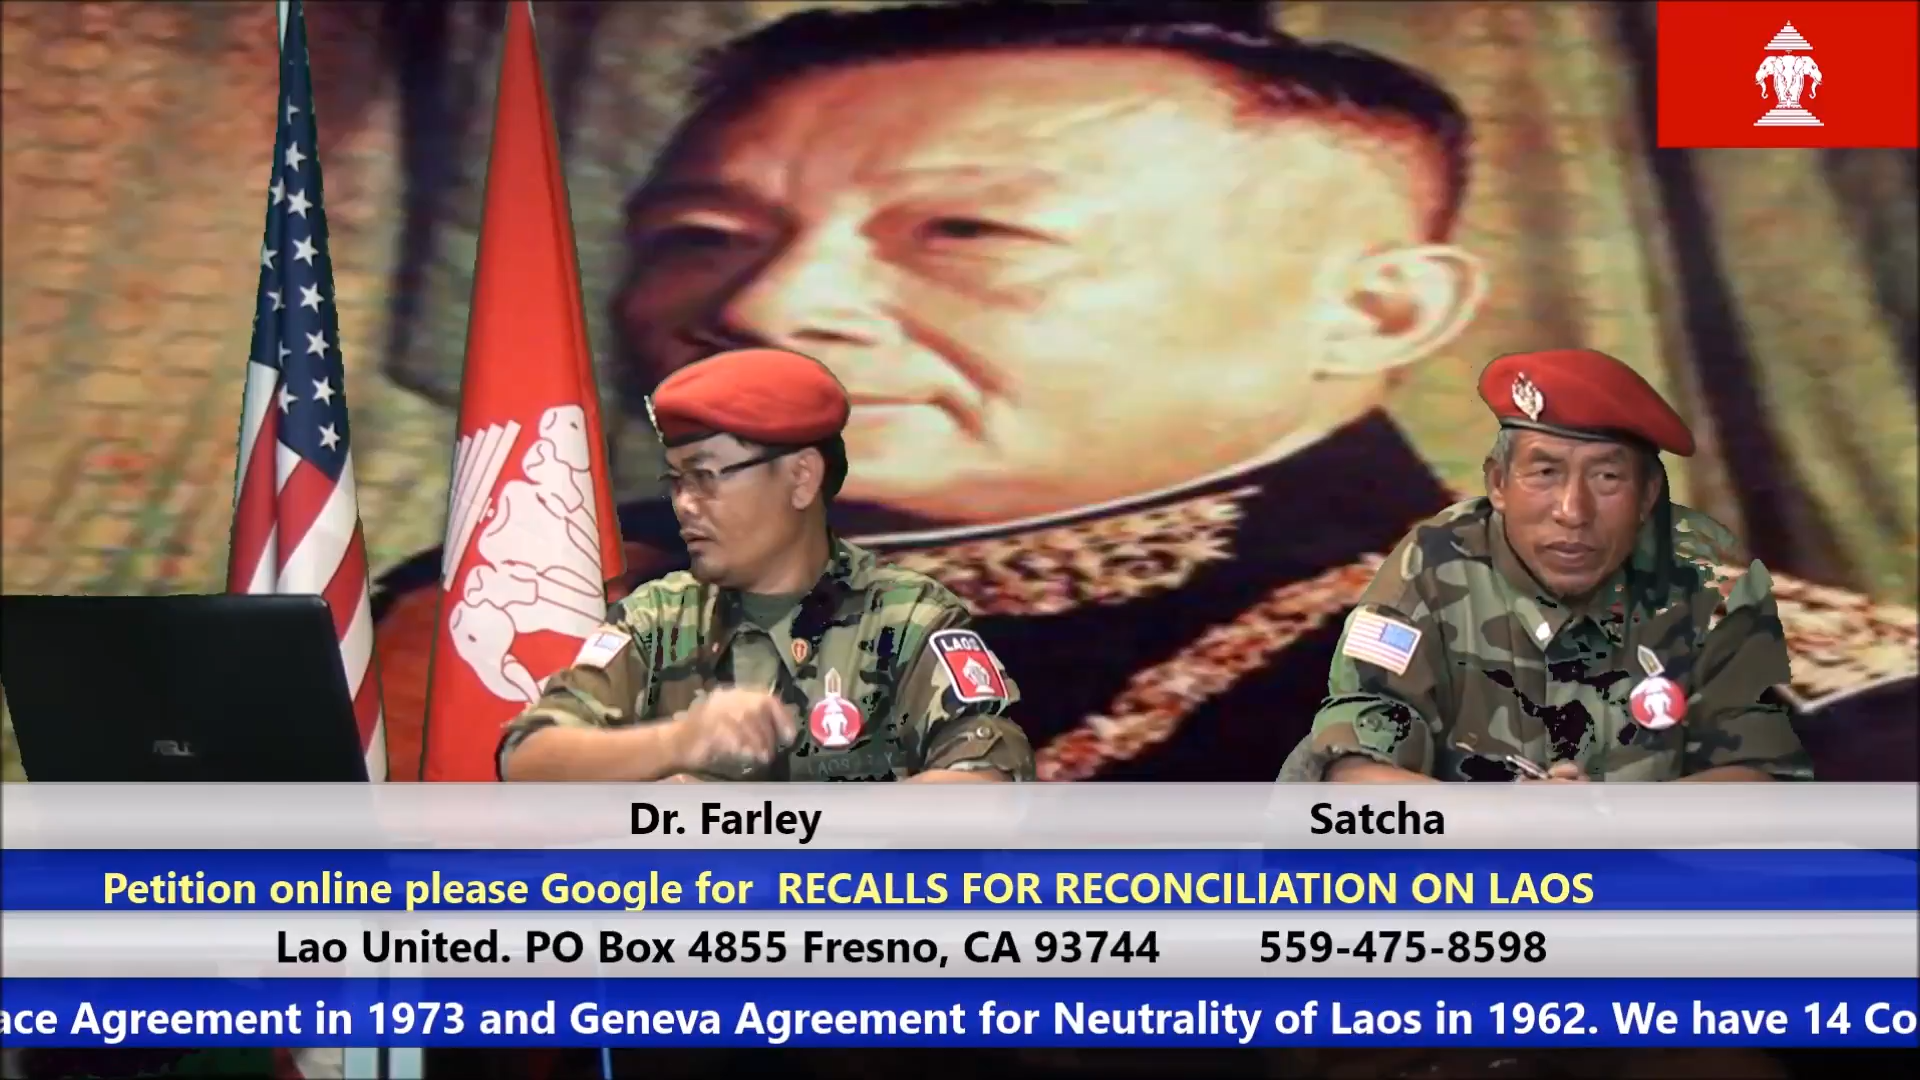 LAOS
ASUS
Dr. Farley Satcha
Petition online please Google for RECALLS FOR RECONCILIATION ON LAOS
Lao United. PO Box 4855 Fresno, CA 93744 559-475-8598
ace Agreement in 1973 and Geneva Agreement for Neutrality of Laos in 1962. We have 14 Co